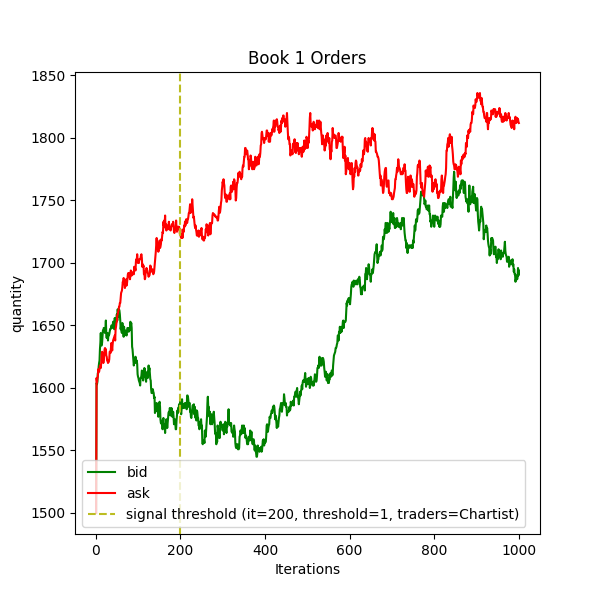 Book 1 Orders
1850
1800
1750
1700
1650
1600
1550
1500
quantity
bid
ask
signal threshold (it=200, threshold=1, traders=Chartist)
0 200 400 600 800 1000
Iterations